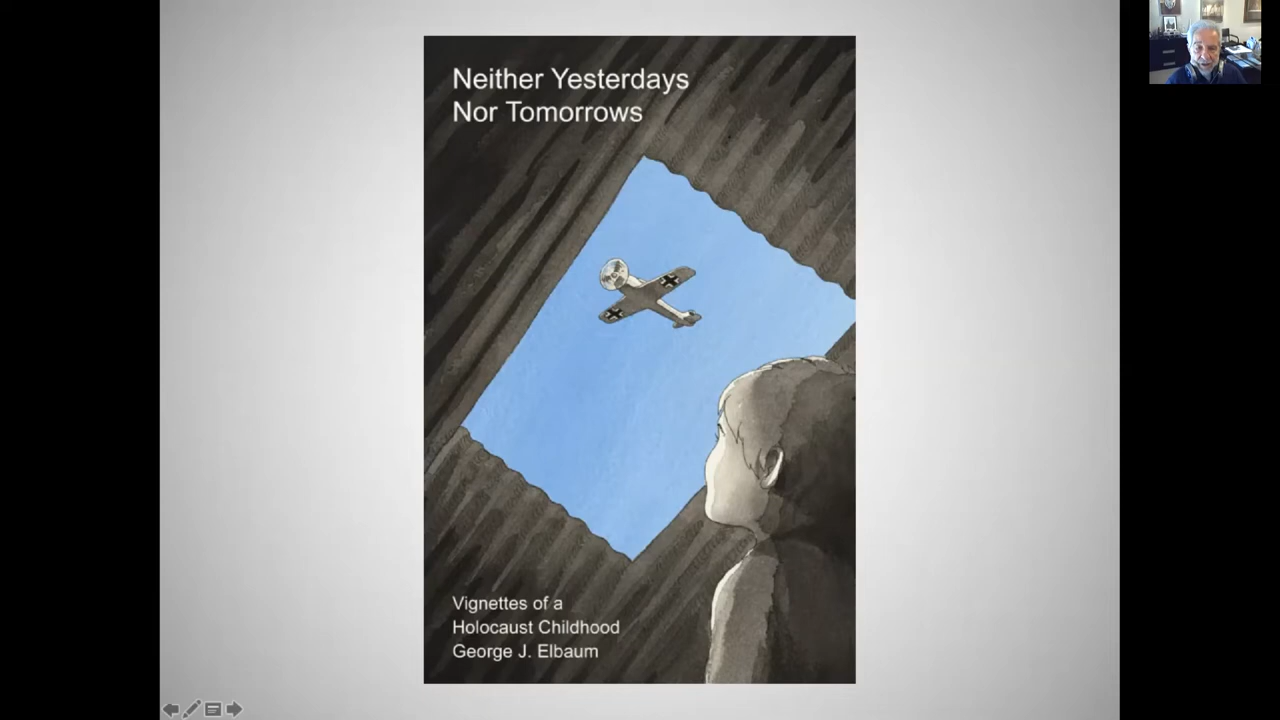 Neither Yesterdays
Nor Tomorrows
Vignettes of a
Holocaust Childhood
George J. Elbaum